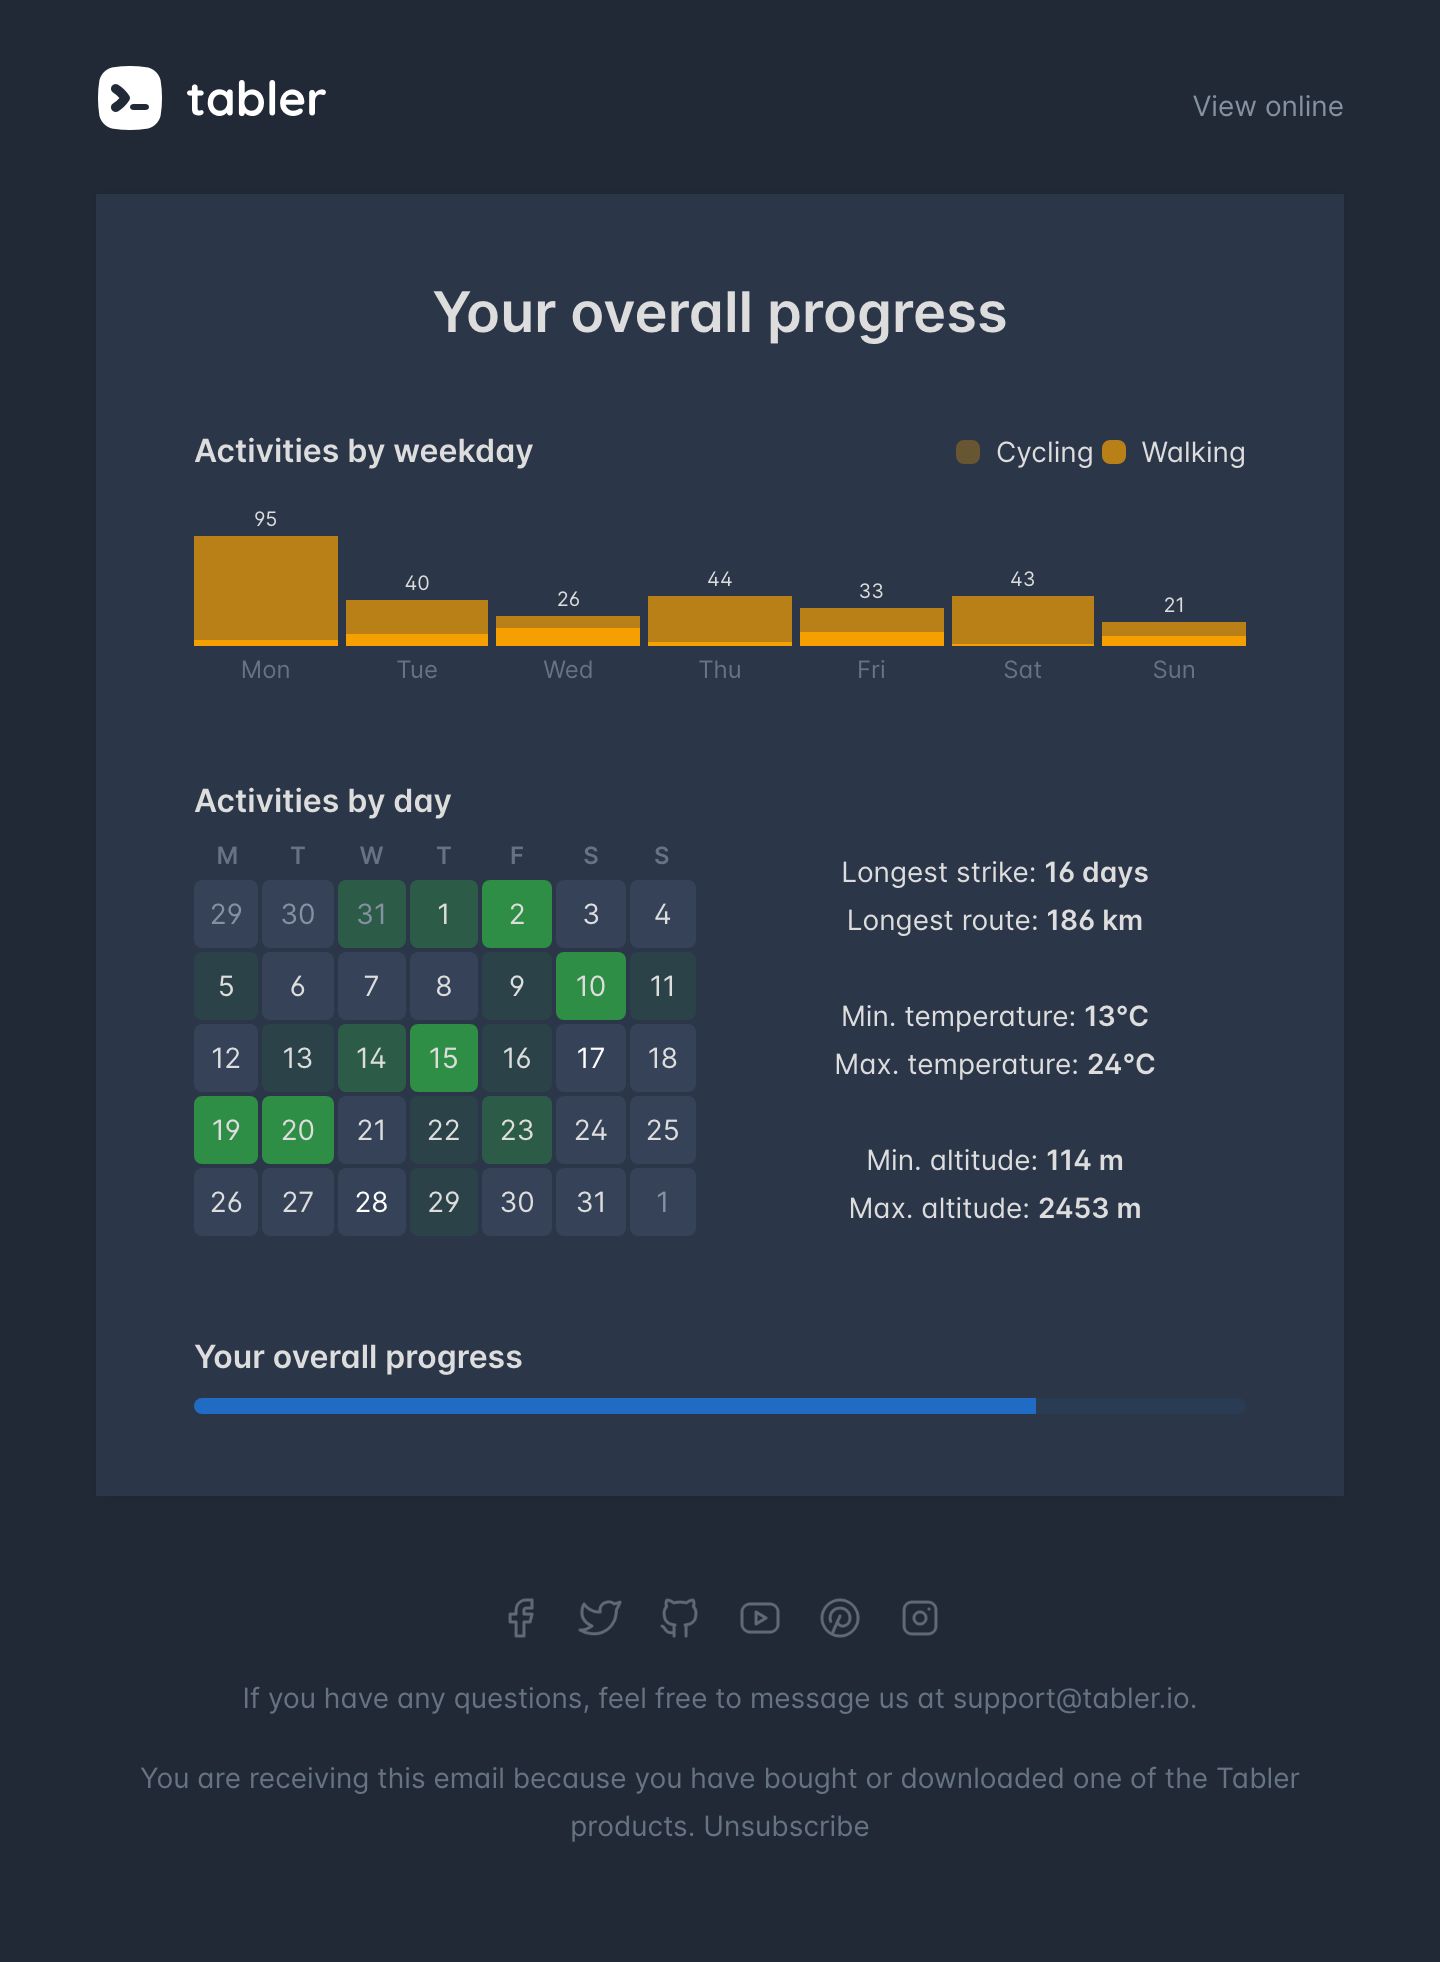 tabler
View online
Your overall progress
Activities by weekday
Cycling Walking
95 40 26 44 33 43 21
Mon Tue Wed Thu Fri Sat Sun
Activities by day
M T W T F S S
29 30 31 1 2 3 4
5 6 7 8 9 10 11
12 13 14 15 16 17 18
19 20 21 22 23 24 25
26 27 28 29 30 31 1
Longest strike: 16 days
Longest route: 186 km
Min. temperature: 13°C
Max. temperature: 24°C
Min. altitude: 114 m
Max. altitude: 2453 m
Your overall progress
If you have any questions, feel free to message us at support@tabler.io.
You are receiving this email because you have bought or downloaded one of the Tabler
products. Unsubscribe